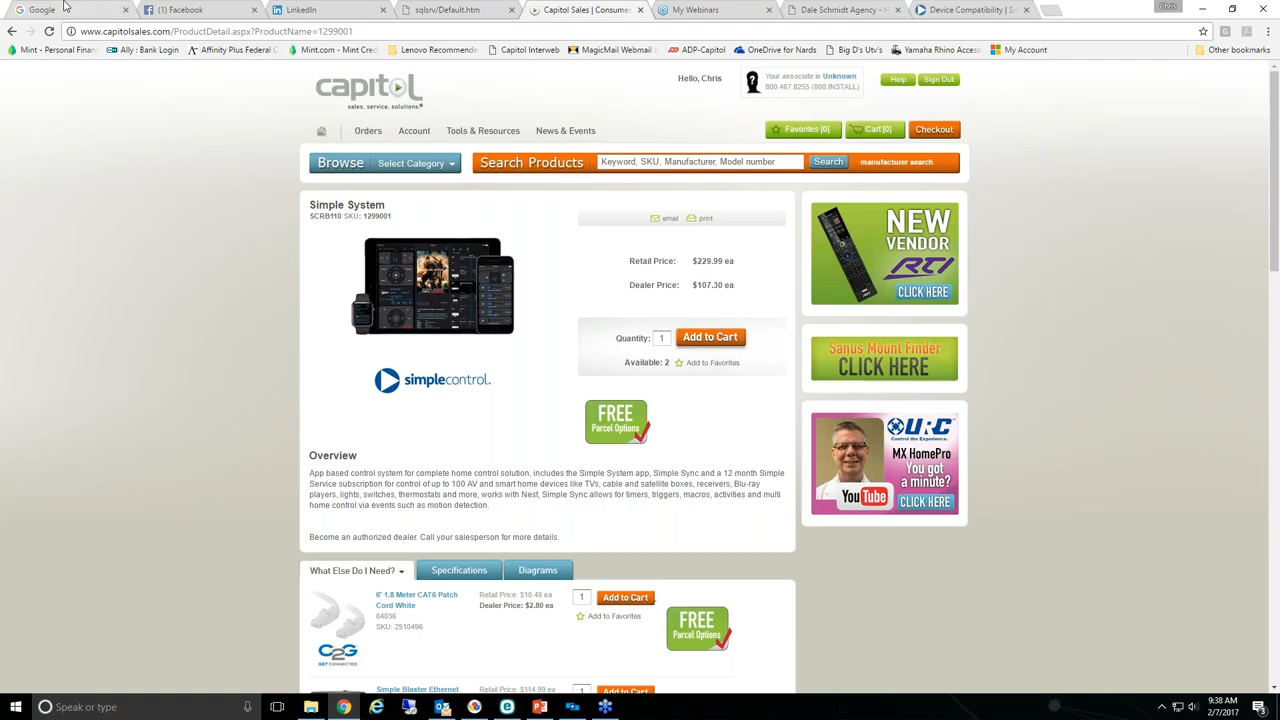 Google
(1) Facebook
LinkedIn
sqlsrv/Default.htm
Capitol Sales | Consumer
My Webinars
Dale Schmidt Agency - H
Device Compatibility | Si
Chris
www.capitolsales.com/ProductDetail.aspx?ProductName=1299001
Mint - Personal Finan
Ally : Bank Login
Affinity Plus Federal C
Mint.com - Mint Grow
Lenovo Recommende
Capitol Interweb
MagicMail Webmail
ADP-Capitol
OneDrive for Nards
Big D's Utv's
Yamaha Rhino Access
My Account
Other bookmarks
capitol
sales. service. solutions.®
Hello, Chris
Your associate is Unknown
800.467.8255 (800.INSTALL)
Help
Sign Out
Orders
Account
Tools & Resources
News & Events
Favorites [0]
Cart [0]
Checkout
Browse
Select Category
Search Products
Keyword, SKU, Manufacturer, Model number
Search
manufacturer search
Simple System
SCRB110 SKU: 1299001
email
print
Retail Price: $229.99 ea
Dealer Price: $107.30 ea
Quantity: 1
Add to Cart
Available: 2
Add to Favorites
simplecontrol.
FREE
Parcel Options
Overview
App based control system for complete home control solution, includes the Simple System app, Simple Sync and a 12 month Simple
Service subscription for control of up to 100 AV and smart home devices like TVs, cable and satellite boxes, receivers, Blu-ray
players, lights, switches, thermostats and more, works with Nest, Simple Sync allows for timers, triggers, macros, activities and multi
home control via events such as motion detection.
Become an authorized dealer. Call your salesperson for more details.
NEW
VENDOR
RTI
CLICK HERE
Sanus Mount Finder
CLICK HERE
URC
Control the Experience.®
MX HomePro
You got
a minute?
YouTube
CLICK HERE
What Else Do I Need?
Specifications
Diagrams
6' 1.8 Meter CAT6 Patch
Cord White
04036
SKU: 2510496
Retail Price: $10.49 ea
Dealer Price: $2.80 ea
1
Add to Cart
Add to Favorites
FREE
Parcel Options
C2G
GET CONNECTED
Simple Blaster Ethernet
Retail Price: $114.99 ea
1
Add to Cart
Speak or type
9:38 AM
2/7/2017